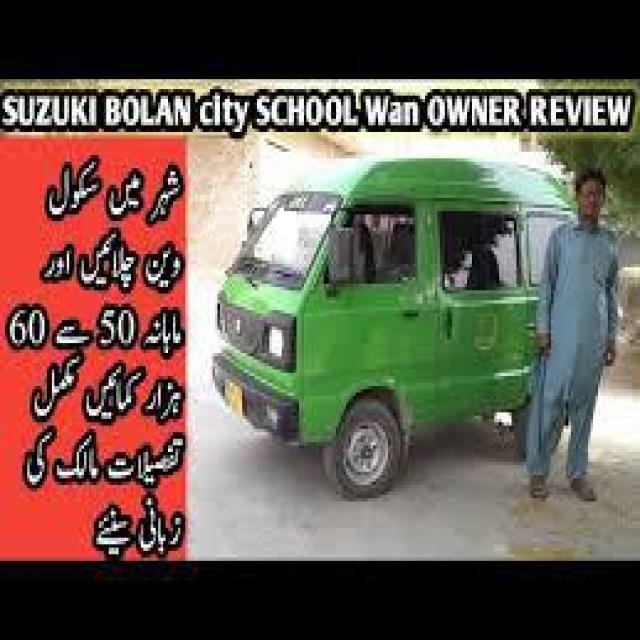 SUZUKI BOLAN city SCHOOL Wan OWNER REVIEW
شہر میں سکول
وین چلائیں اور
ماہانہ 50 سے 60
ہزار کمائیں مکمل
تفصیلات مالک کی
زبانی سنیئے